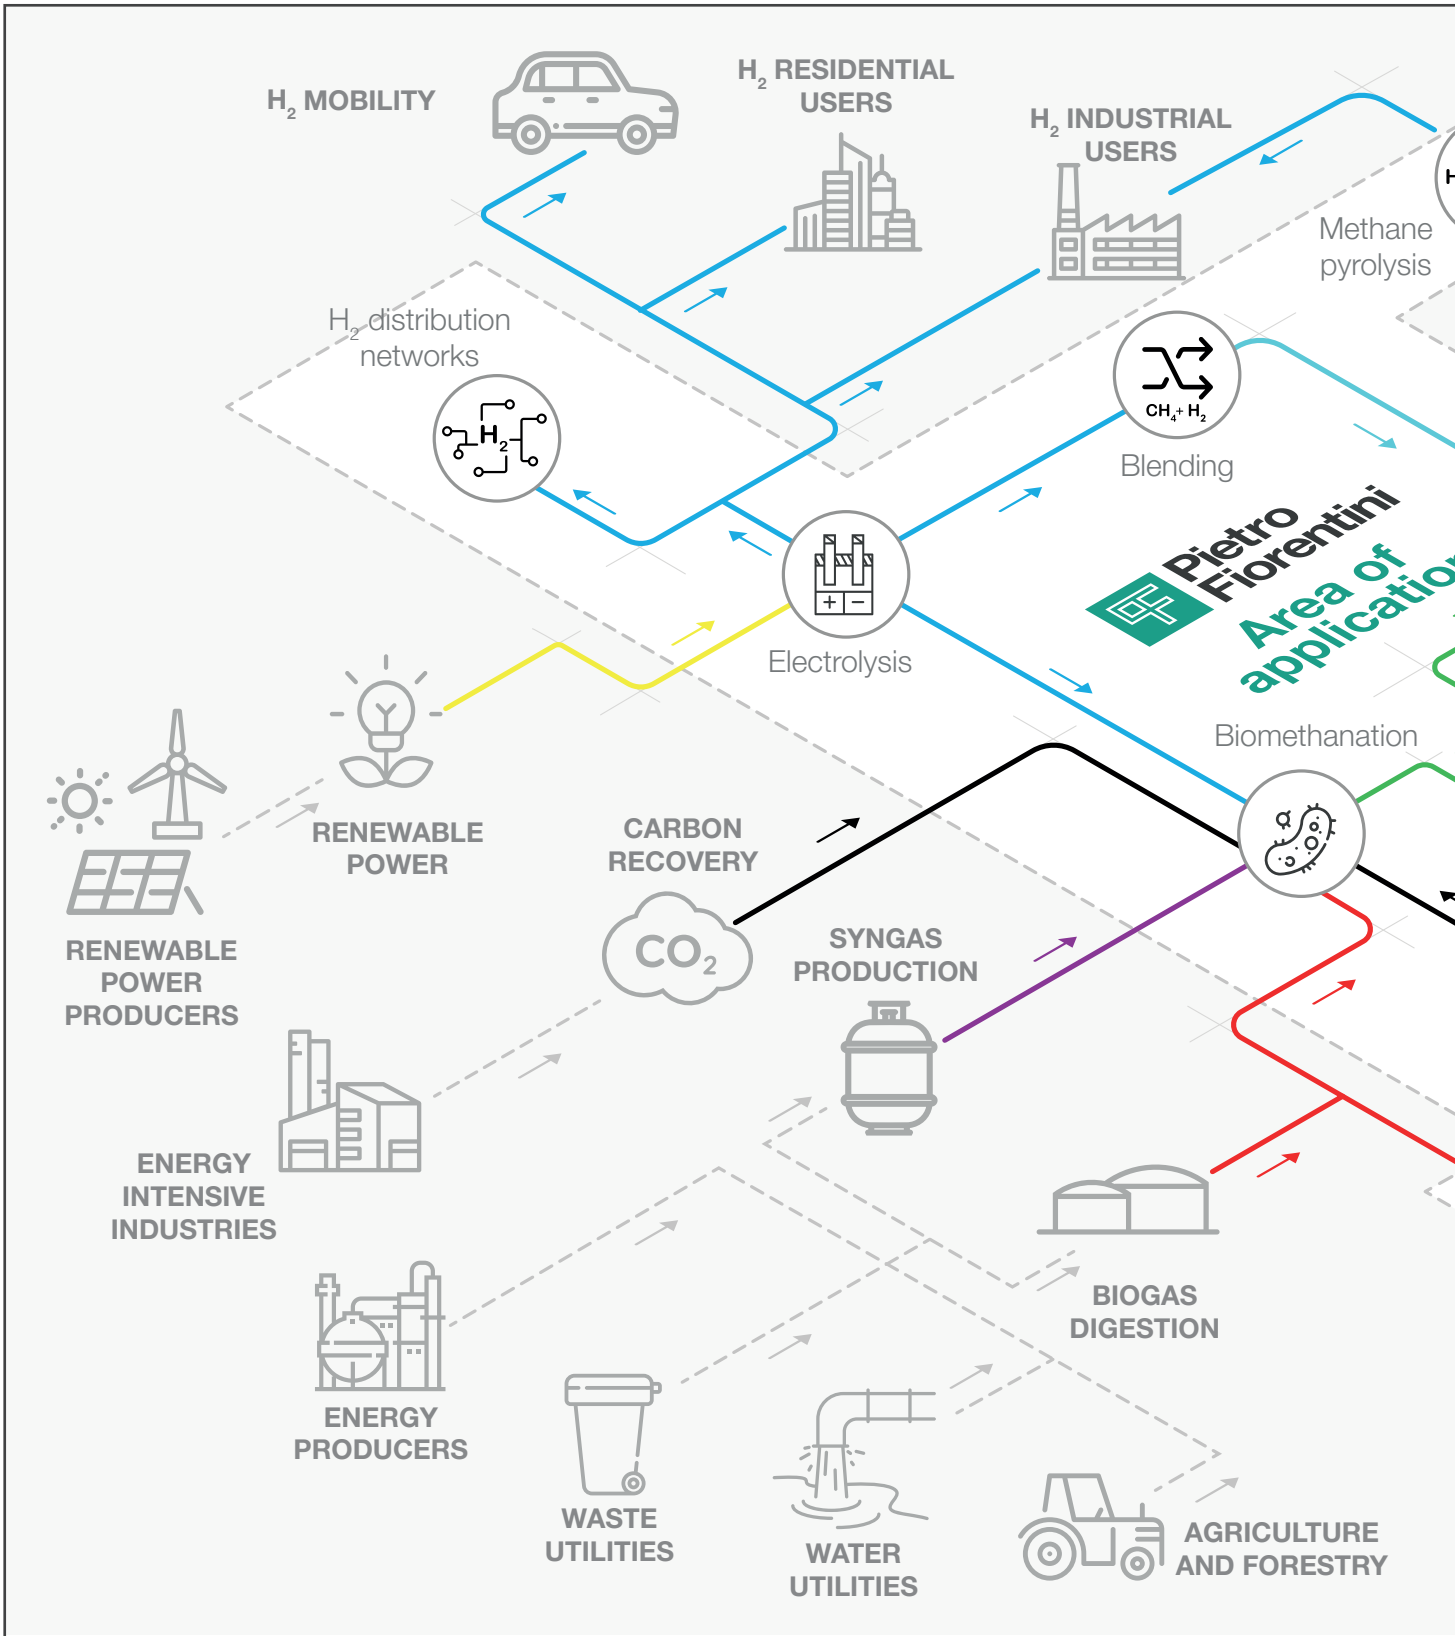 H₂ MOBILITY
H₂ RESIDENTIAL
USERS
H₂ INDUSTRIAL
USERS
Methane
pyrolysis
H
H₂ distribution
networks
H₂
CH₄+ H₂
Blending
Pietro
Fiorentini
Area of
application
+ −
Electrolysis
Biomethanation
RENEWABLE
POWER
CARBON
RECOVERY
CO₂
SYNGAS
PRODUCTION
RENEWABLE
POWER
PRODUCERS
ENERGY
INTENSIVE
INDUSTRIES
BIOGAS
DIGESTION
ENERGY
PRODUCERS
WASTE
UTILITIES
WATER
UTILITIES
AGRICULTURE
AND FORESTRY